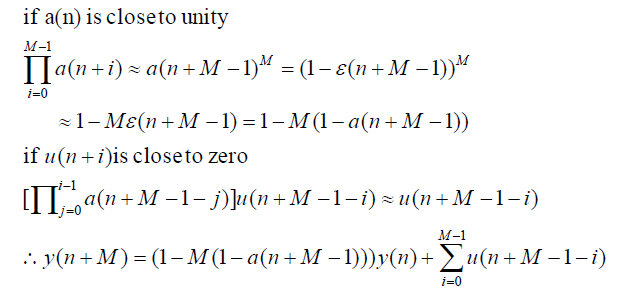 if a(n) is close to unity
∏_{i=0}^{M−1} a(n+i) ≈ a(n+M−1)^M = (1−ε(n+M−1))^M
≈ 1−Mε(n+M−1) = 1−M(1−a(n+M−1))
if u(n+i) is close to zero
[∏_{j=0}^{i−1} a(n+M−1−j)]u(n+M−1−i) ≈ u(n+M−1−i)
∴ y(n+M) = (1−M(1−a(n+M−1)))y(n) + ∑_{i=0}^{M−1} u(n+M−1−i)